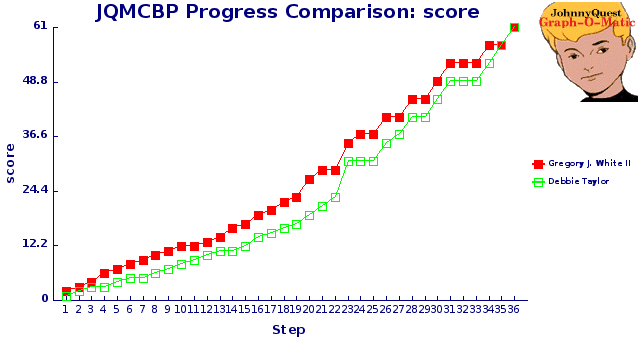 JQMCBP Progress Comparison: score
JohnnyQuest
Graph-O-Matic
61
48.8
36.6
24.4
12.2
0
score
Gregory J. White II
Debbie Taylor
1 2 3 4 5 6 7 8 9 10 11 12 13 14 15 16 17 18 19 20 21 22 23 24 25 26 27 28 29 30 31 32 33 34 35 36
Step